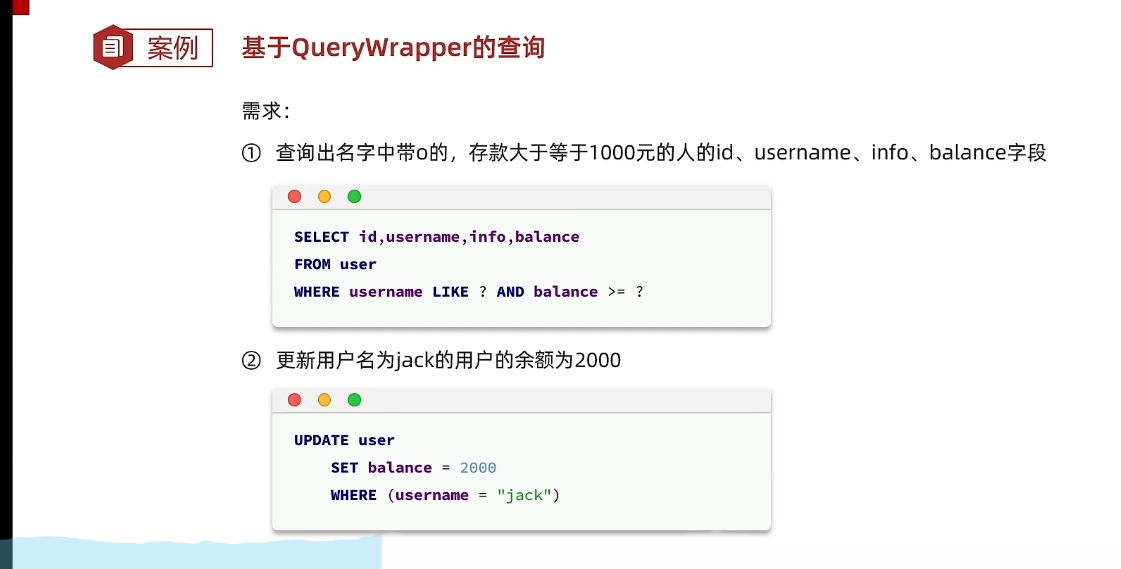 案例 基于QueryWrapper的查询
需求：
① 查询出名字中带o的，存款大于等于1000元的人的id、username、info、balance字段
SELECT id,username,info,balance
FROM user
WHERE username LIKE ? AND balance >= ?
② 更新用户名为jack的用户的余额为2000
UPDATE user
SET balance = 2000
WHERE (username = "jack")